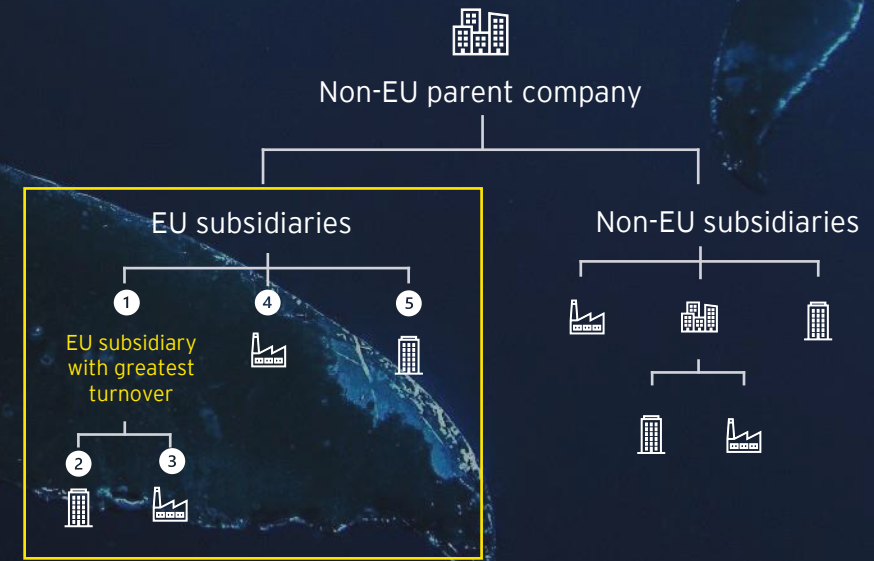 Non-EU parent company
EU subsidiaries
Non-EU subsidiaries
1
4
5
EU subsidiary
with greatest
turnover
2
3